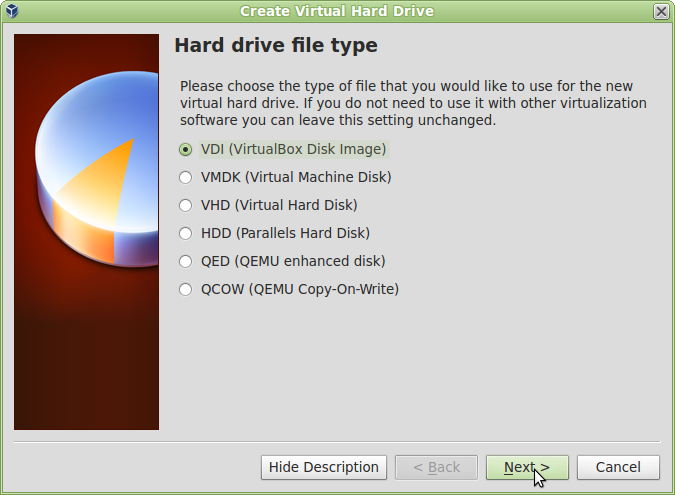 Create Virtual Hard Drive
Hard drive file type
Please choose the type of file that you would like to use for the new
virtual hard drive. If you do not need to use it with other virtualization
software you can leave this setting unchanged.
VDI (VirtualBox Disk Image)
VMDK (Virtual Machine Disk)
VHD (Virtual Hard Disk)
HDD (Parallels Hard Disk)
QED (QEMU enhanced disk)
QCOW (QEMU Copy-On-Write)
Hide Description < Back Next > Cancel